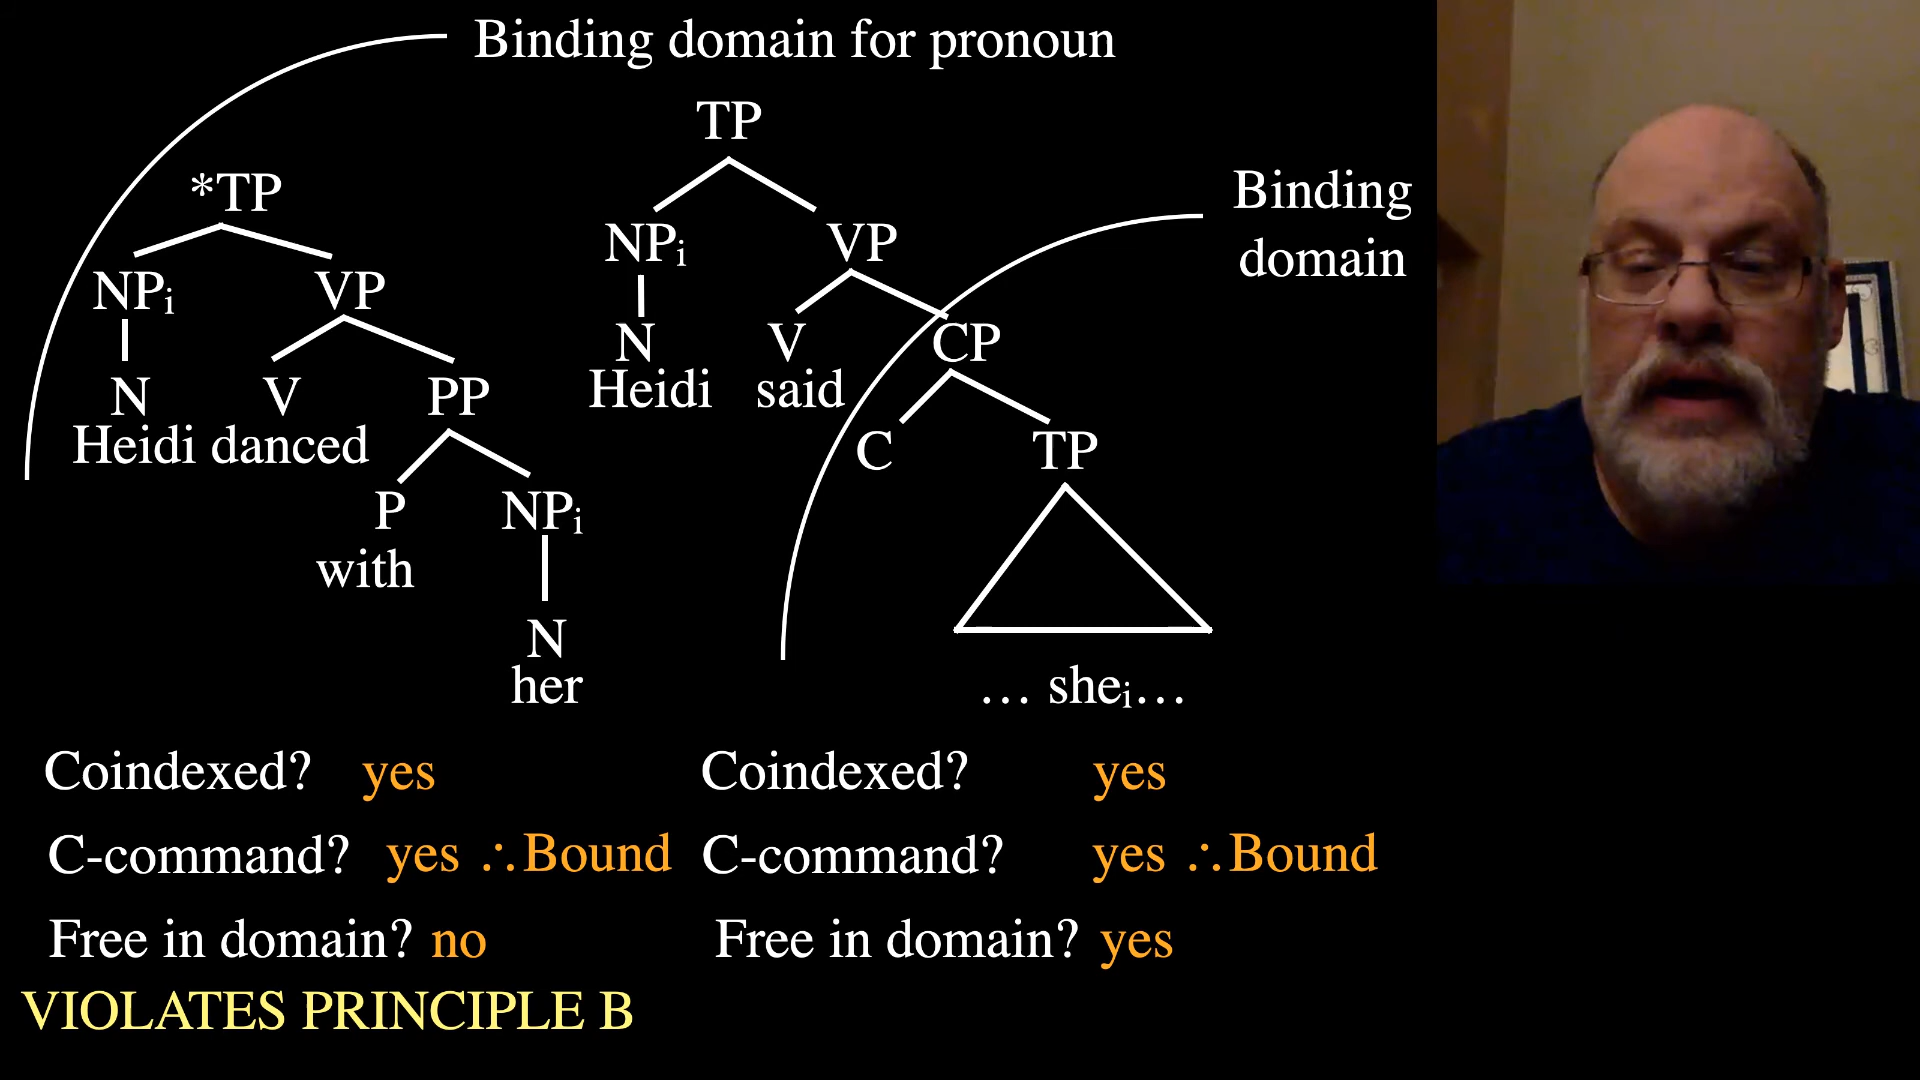 Binding domain for pronoun
*TP
NPᵢ VP
N V PP
Heidi danced
P NPᵢ
with
N
her
TP
NPᵢ VP
N V CP
Heidi said
C TP
… sheᵢ…
Binding
domain
Coindexed? yes
C-command? yes ∴Bound
Free in domain? no
VIOLATES PRINCIPLE B
Coindexed? yes
C-command? yes ∴Bound
Free in domain? yes